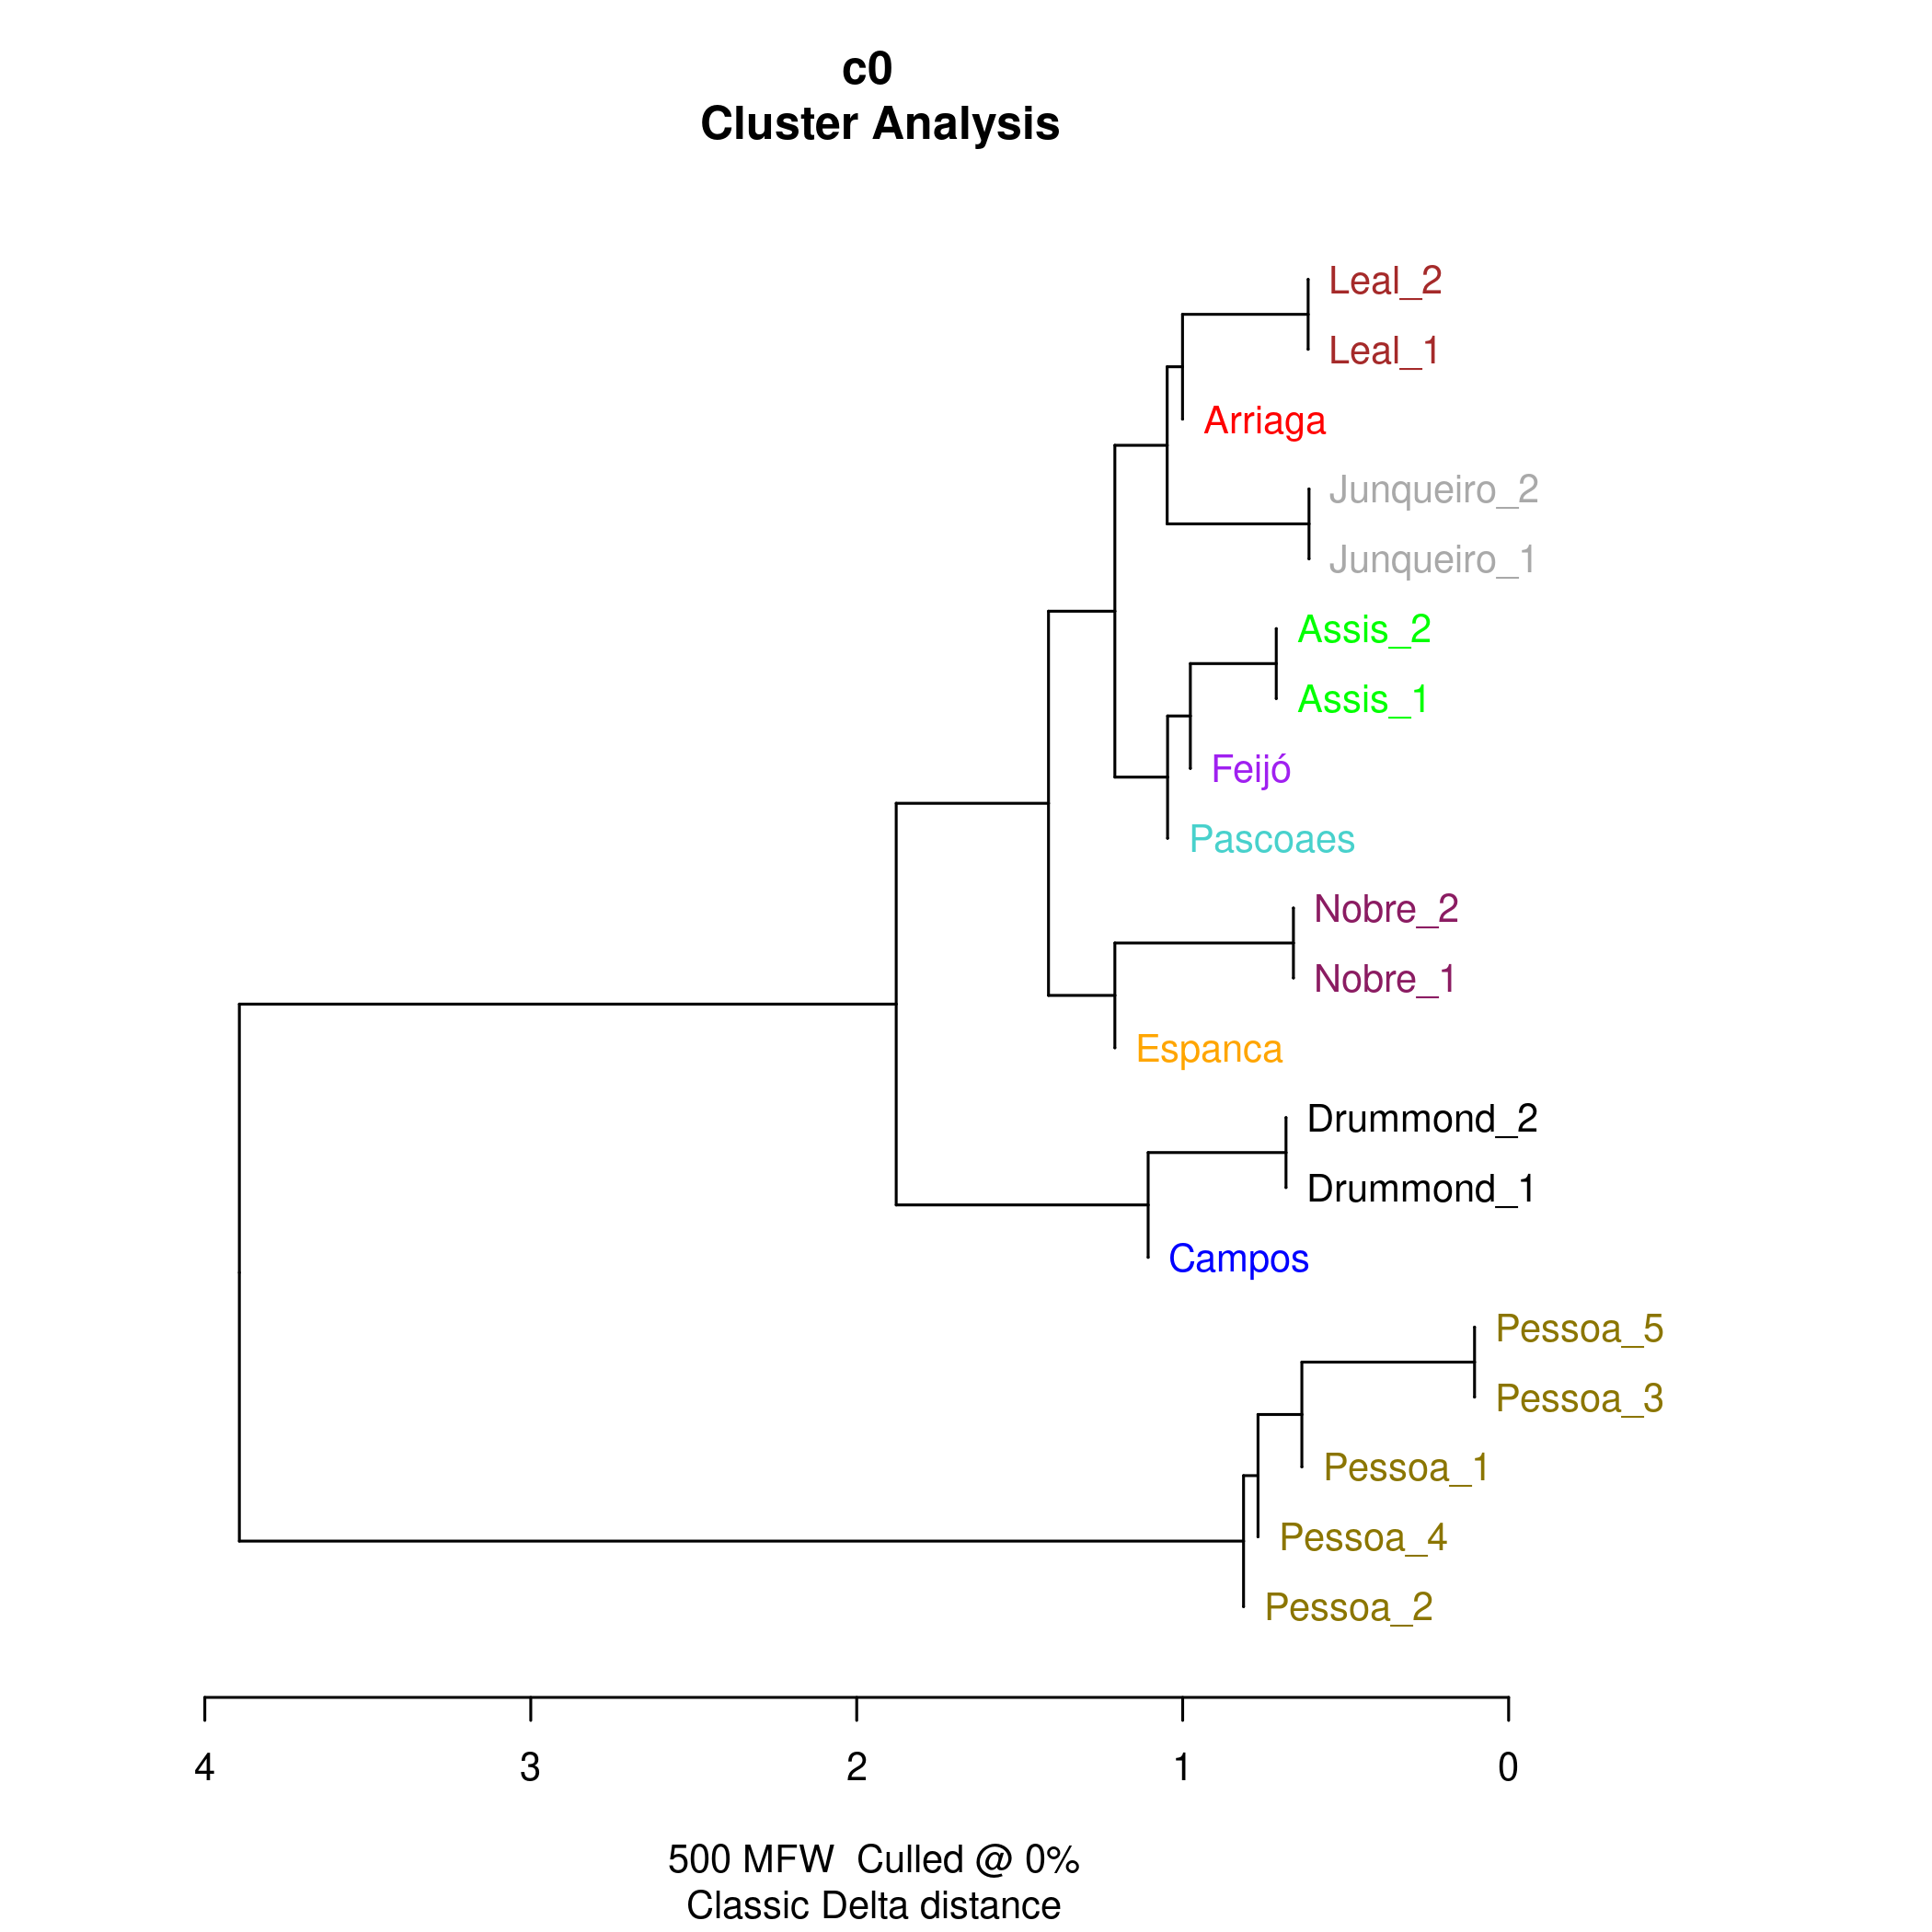 c0
Cluster Analysis
Leal_2
Leal_1
Arriaga
Junqueiro_2
Junqueiro_1
Assis_2
Assis_1
Feijó
Pascoaes
Nobre_2
Nobre_1
Espanca
Drummond_2
Drummond_1
Campos
Pessoa_5
Pessoa_3
Pessoa_1
Pessoa_4
Pessoa_2
4 3 2 1 0
500 MFW  Culled @ 0%
Classic Delta distance